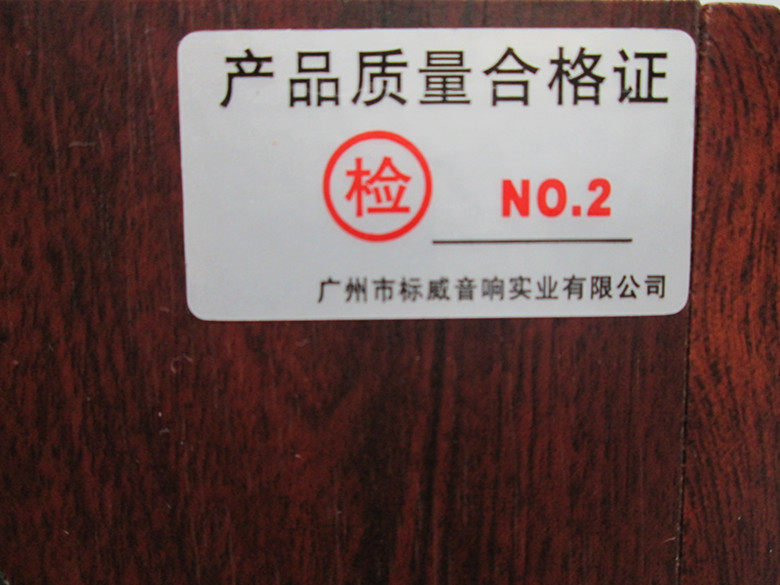 产品质量合格证
检 NO.2
广州市标威音响实业有限公司